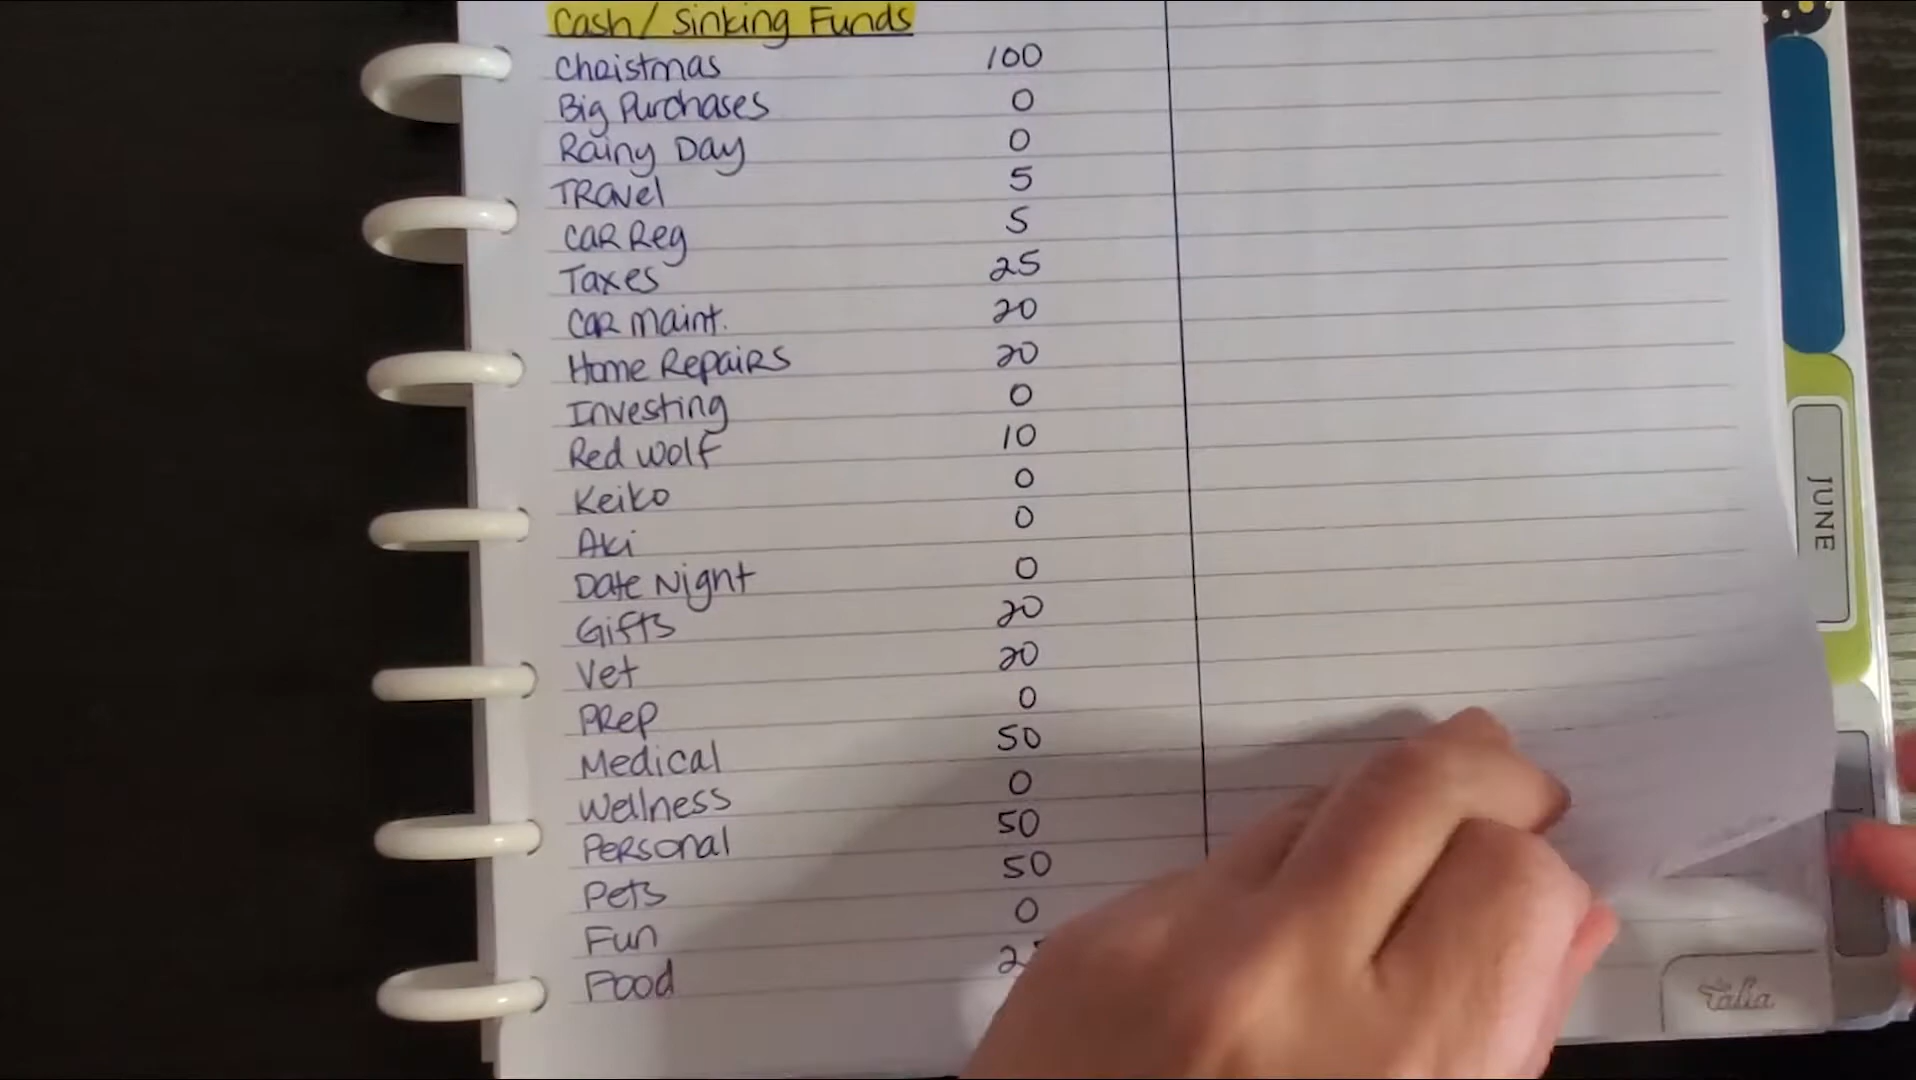 Cash/Sinking Funds
Christmas 100
Big Purchases 0
Rainy Day 0
TRavel 5
CAR Reg 5
Taxes 25
CAR maint. 20
Home RepaiRs 20
Investing 0
Red wolf 10
Keiko 0
Aki 0
Date Night 0
Gifts 20
Vet 20
PRep 0
Medical 50
Wellness 0
PeRsonal 50
Pets 50
Fun 0
Food
JUNE
talia